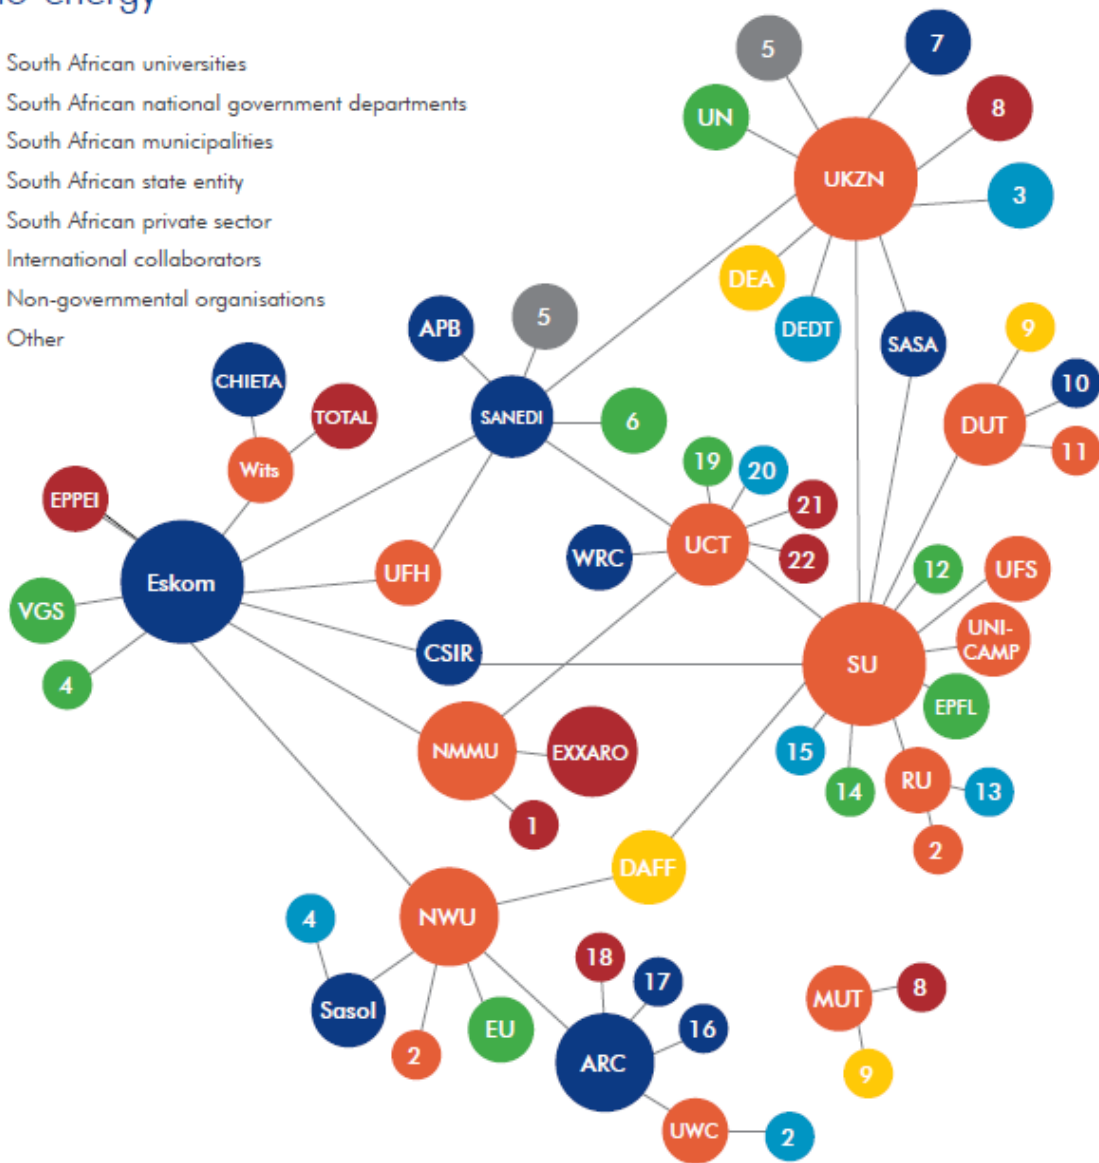 energy
South African universities
South African national government departments
South African municipalities
South African state entity
South African private sector
International collaborators
Non-governmental organisations
Other
5
7
UN
8
UKZN
3
DEA
DEDT
SASA
APB
5
9
CHIETA
10
TOTAL
SANEDI
6
DUT
11
Wits
19
20
EPPEI
21
UCT
22
WRC
Eskom
UFH
12
UFS
VGS
UNI-
CAMP
CSIR
SU
4
EPFL
NMMU
EXXARO
15
14
RU
13
1
2
DAFF
4
NWU
18
17
MUT
8
Sasol
EU
16
2
ARC
9
UWC
2